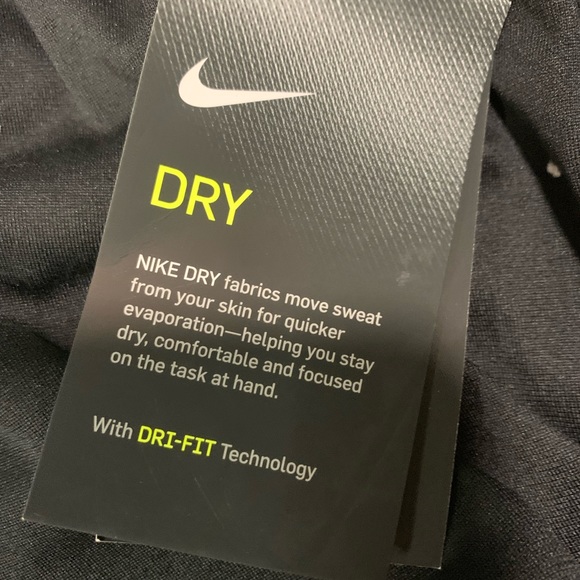 DRY
NIKE DRY fabrics move sweat
from your skin for quicker
evaporation—helping you stay
dry, comfortable and focused
on the task at hand.
With DRI-FIT Technology